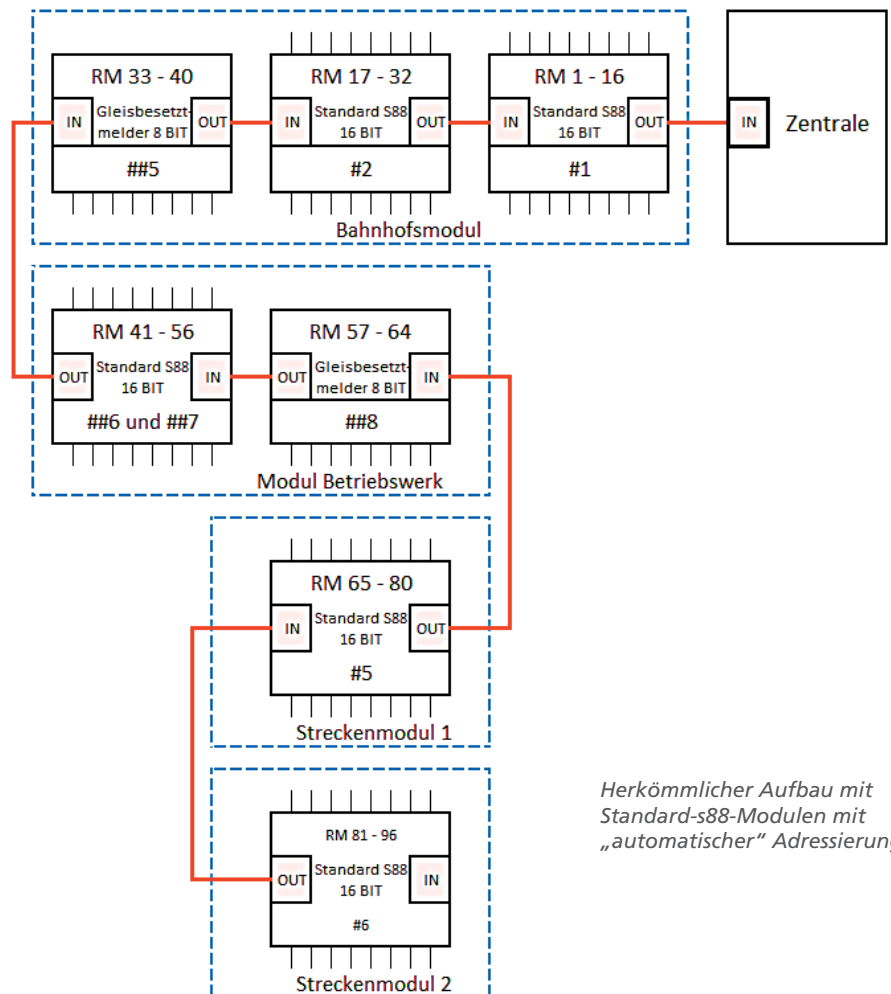 RM 33 - 40
IN
Gleisbesetzt-
melder 8 BIT
OUT
##5
RM 17 - 32
IN
Standard S88
16 BIT
OUT
#2
RM 1 - 16
IN
Standard S88
16 BIT
OUT
#1
IN
Zentrale
Bahnhofsmodul
RM 41 - 56
OUT
Standard S88
16 BIT
IN
##6 und ##7
RM 57 - 64
OUT
Gleisbesetzt-
melder 8 BIT
IN
##8
Modul Betriebswerk
RM 65 - 80
IN
Standard S88
16 BIT
OUT
#5
Streckenmodul 1
RM 81 - 96
OUT
Standard S88
16 BIT
IN
#6
Streckenmodul 2
Herkömmlicher Aufbau mit
Standard-s88-Modulen mit
„automatischer“ Adressierung